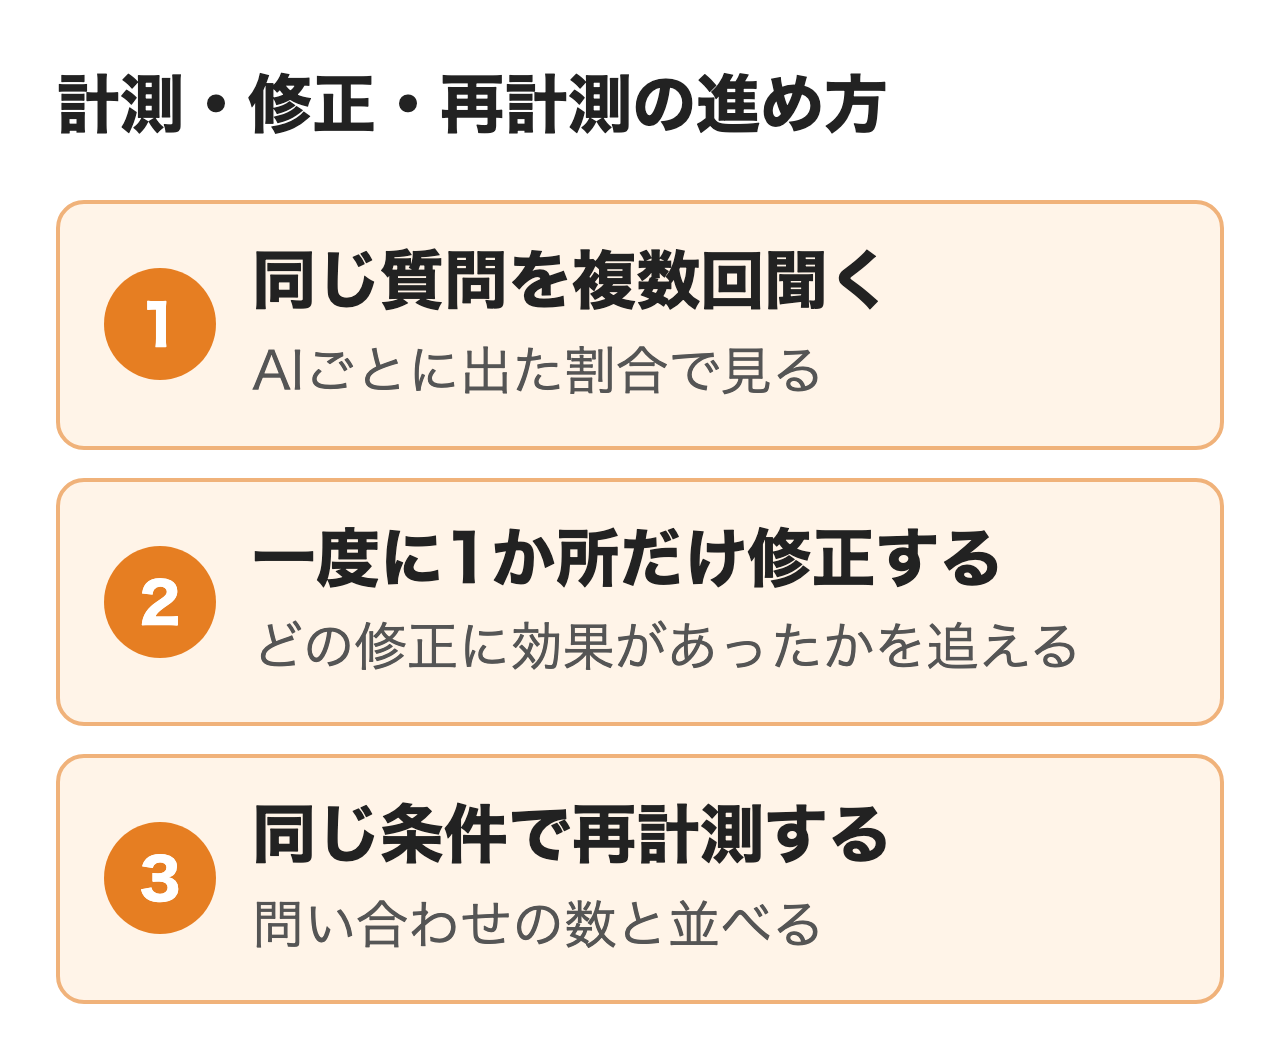 計測・修正・再計測の進め方
1
同じ質問を複数回聞く
AIごとに出た割合で見る
2
一度に1か所だけ修正する
どの修正に効果があったかを追える
3
同じ条件で再計測する
問い合わせの数と並べる